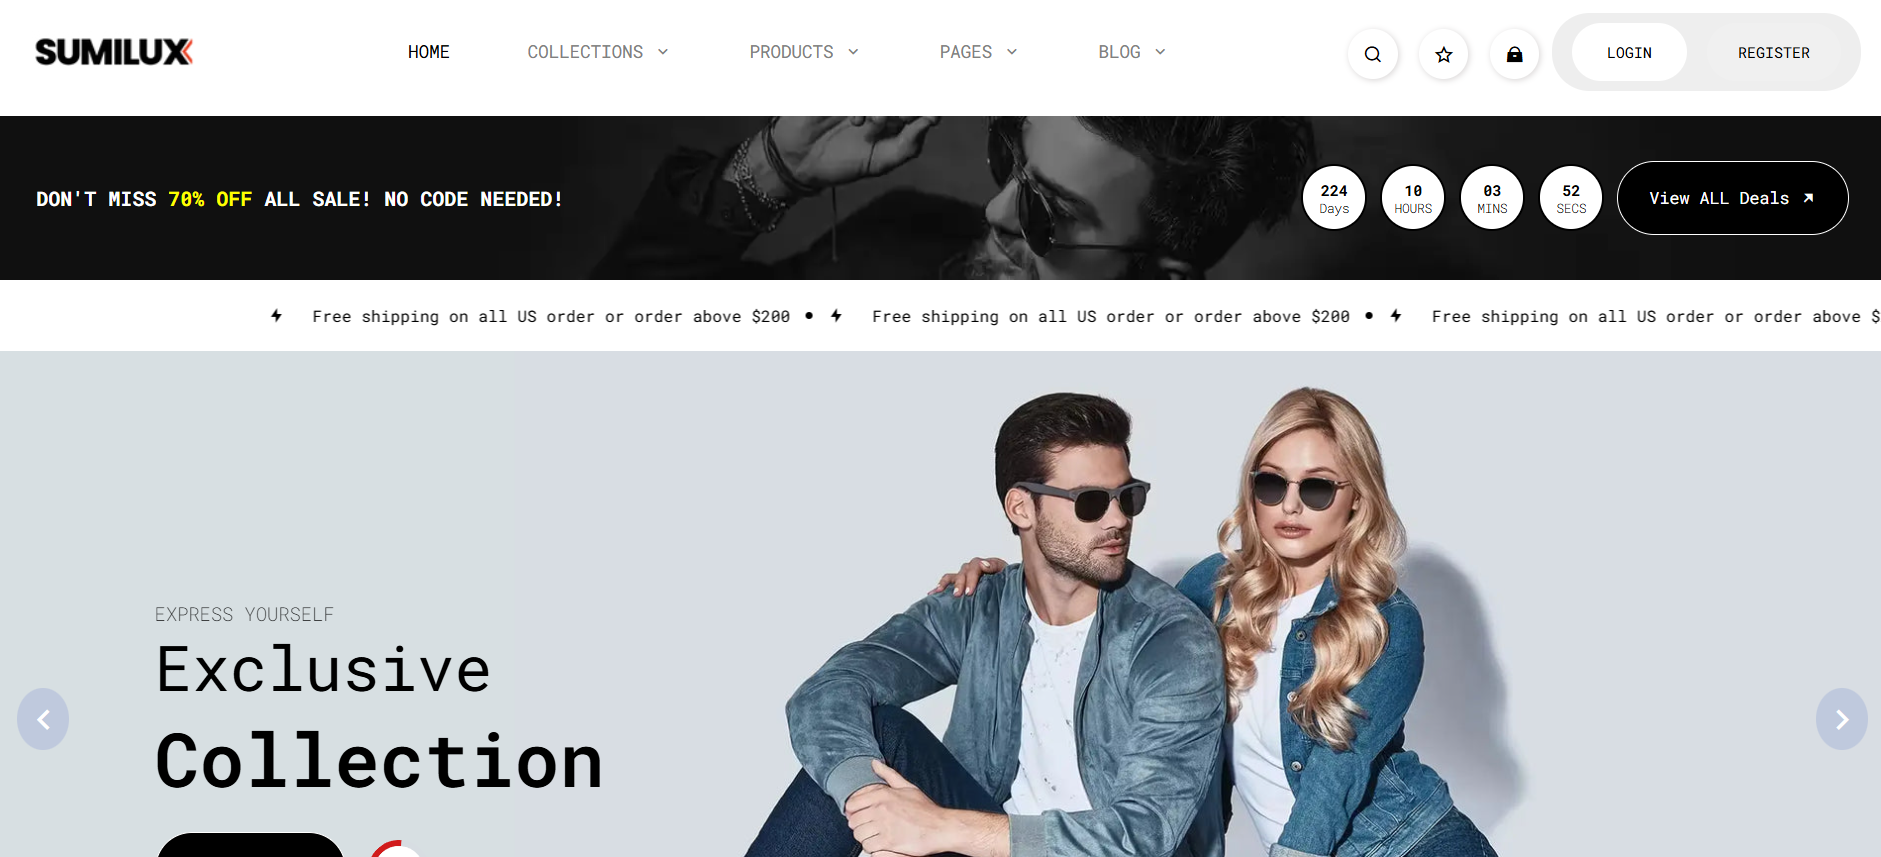 SUMILUX
HOME
COLLECTIONS
PRODUCTS
PAGES
BLOG
LOGIN
REGISTER
DON'T MISS 70% OFF ALL SALE! NO CODE NEEDED!
224
Days
10
HOURS
03
MINS
52
SECS
View ALL Deals
Free shipping on all US order or order above $200 • Free shipping on all US order or order above $200 • Free shipping on all US order or order above $
EXPRESS YOURSELF
Exclusive
Collection